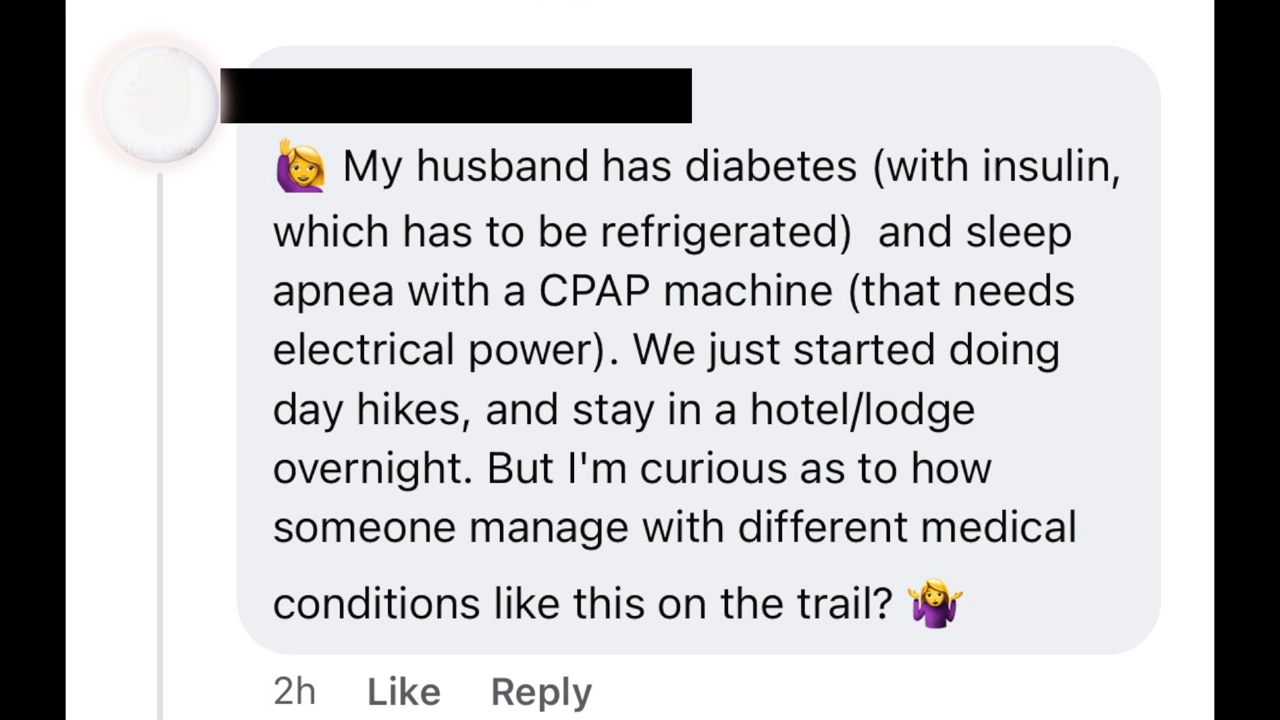 🙋‍♀️ My husband has diabetes (with insulin,
which has to be refrigerated)  and sleep
apnea with a CPAP machine (that needs
electrical power). We just started doing
day hikes, and stay in a hotel/lodge
overnight. But I'm curious as to how
someone manage with different medical
conditions like this on the trail? 🤷‍♀️
2h Like Reply